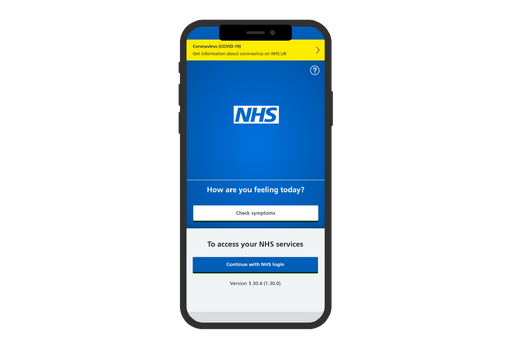 Coronavirus (COVID-19)
Get information about coronavirus on NHS.UK
?
NHS
How are you feeling today?
Check symptoms
To access your NHS services
Continue with NHS login
Version 1.30.4 (1.30.0)